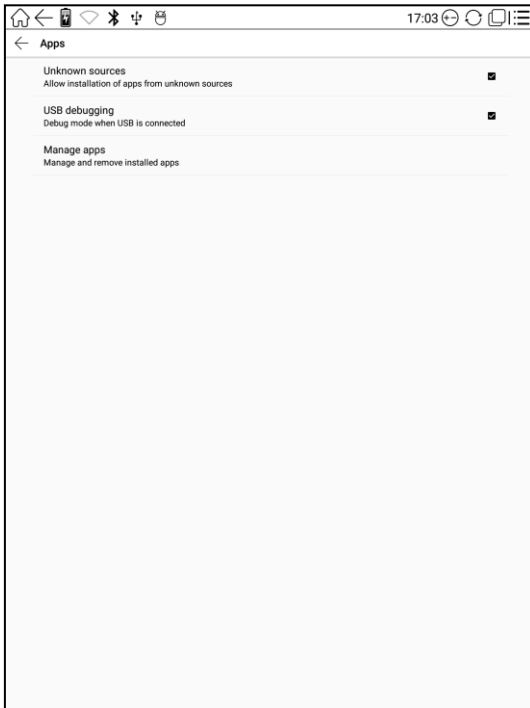 17:03
Apps
Unknown sources
Allow installation of apps from unknown sources
USB debugging
Debug mode when USB is connected
Manage apps
Manage and remove installed apps